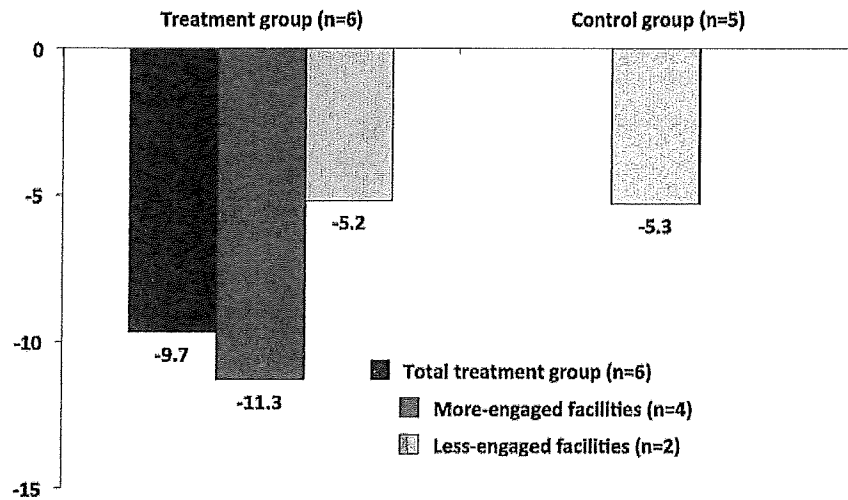 Treatment group (n=6) Control group (n=5)
0
-5
-5.2 -5.3
-9.7
-10
-11.3
Total treatment group (n=6)
More-engaged facilities (n=4)
Less-engaged facilities (n=2)
-15